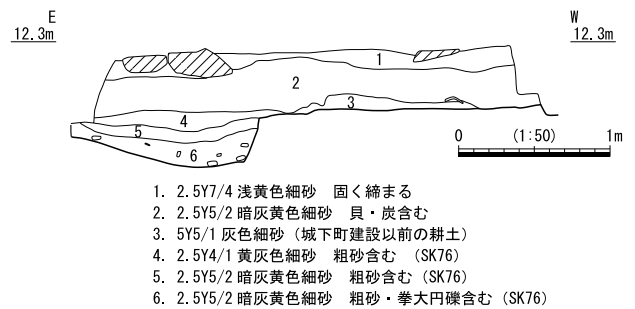 E
12.3m
W
12.3m
1
2
3
4
5
6
0 (1:50) 1m
1. 2.5Y7/4 浅黄色細砂 固く締まる
2. 2.5Y5/2 暗灰黄色細砂 貝・炭含む
3. 5Y5/1 灰色細砂（城下町建設以前の耕土）
4. 2.5Y4/1 黄灰色細砂 粗砂含む （SK76）
5. 2.5Y5/2 暗灰黄色細砂 粗砂含む（SK76）
6. 2.5Y5/2 暗灰黄色細砂 粗砂・拳大円礫含む（SK76）